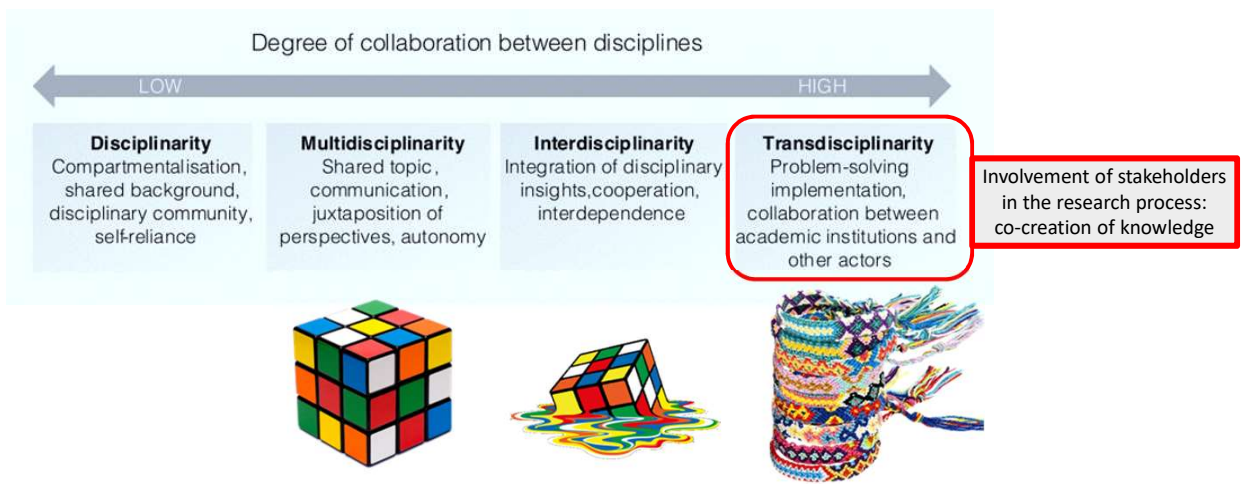 Degree of collaboration between disciplines
LOW
HIGH
Disciplinarity
Compartmentalisation,
shared background,
disciplinary community,
self-reliance
Multidisciplinarity
Shared topic,
communication,
juxtaposition of
perspectives, autonomy
Interdisciplinarity
Integration of disciplinary
insights,cooperation,
interdependence
Transdisciplinarity
Problem-solving
implementation,
collaboration between
academic institutions and
other actors
Involvement of stakeholders
in the research process:
co-creation of knowledge